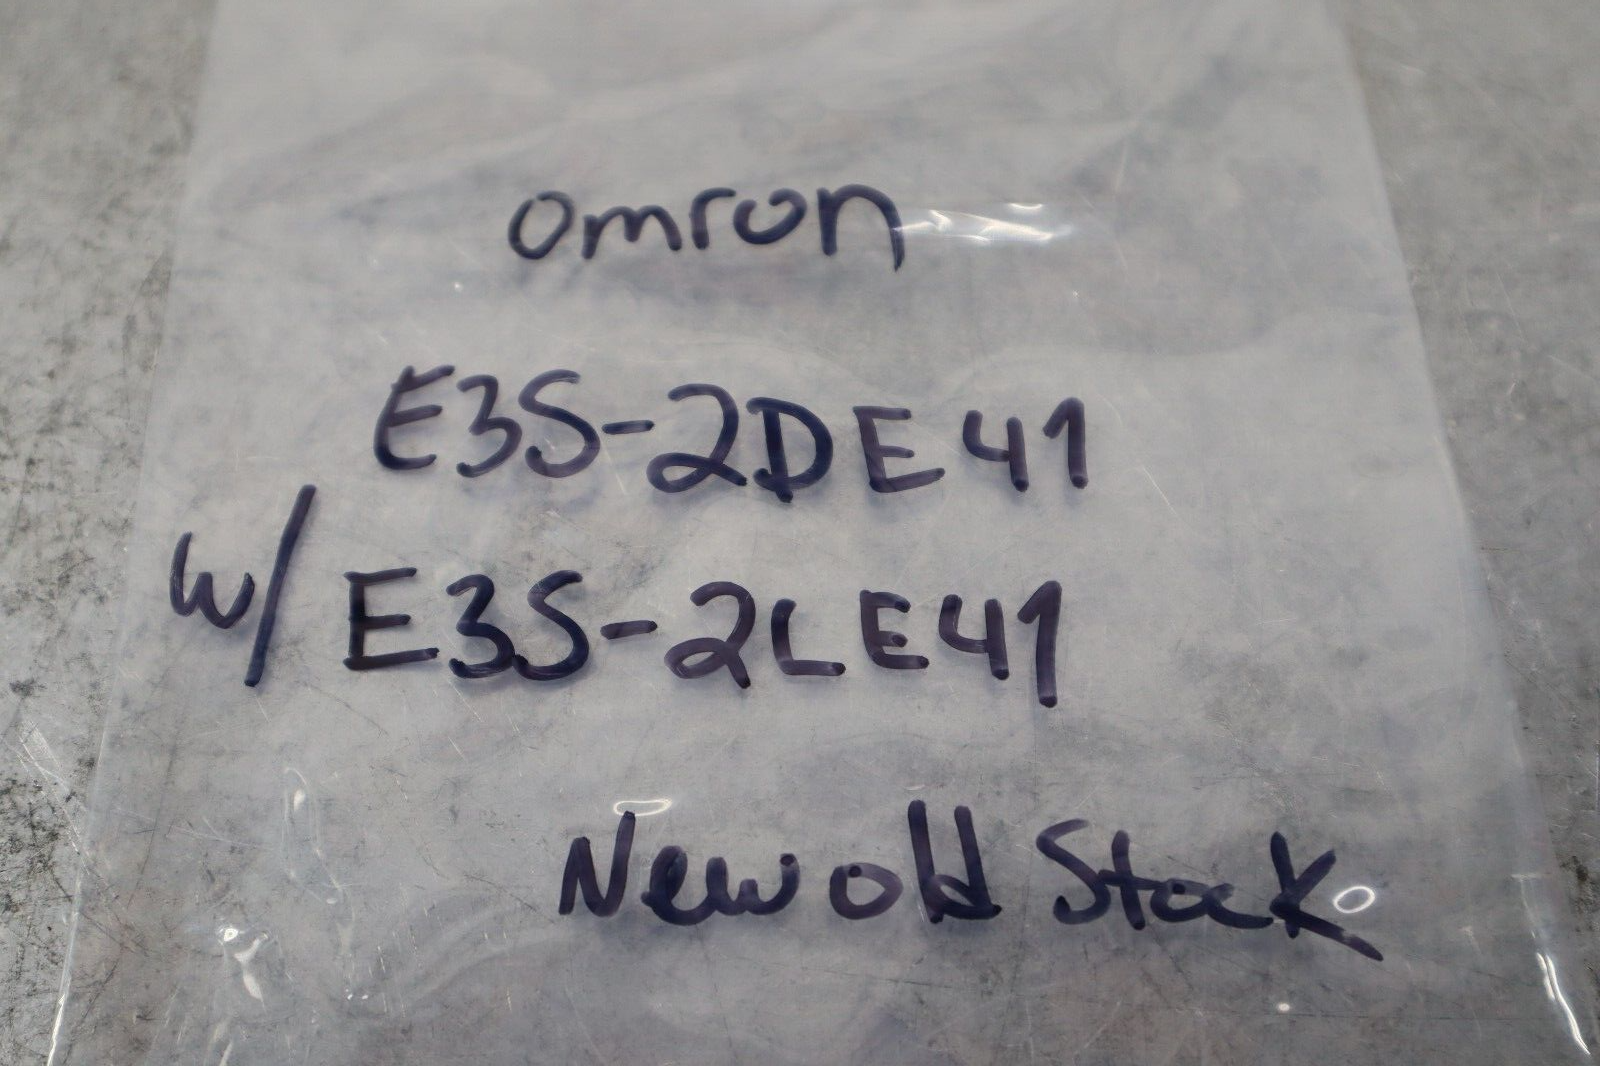 Omron
E3S-2DE41
W/ E3S-2LE41
New old Stock